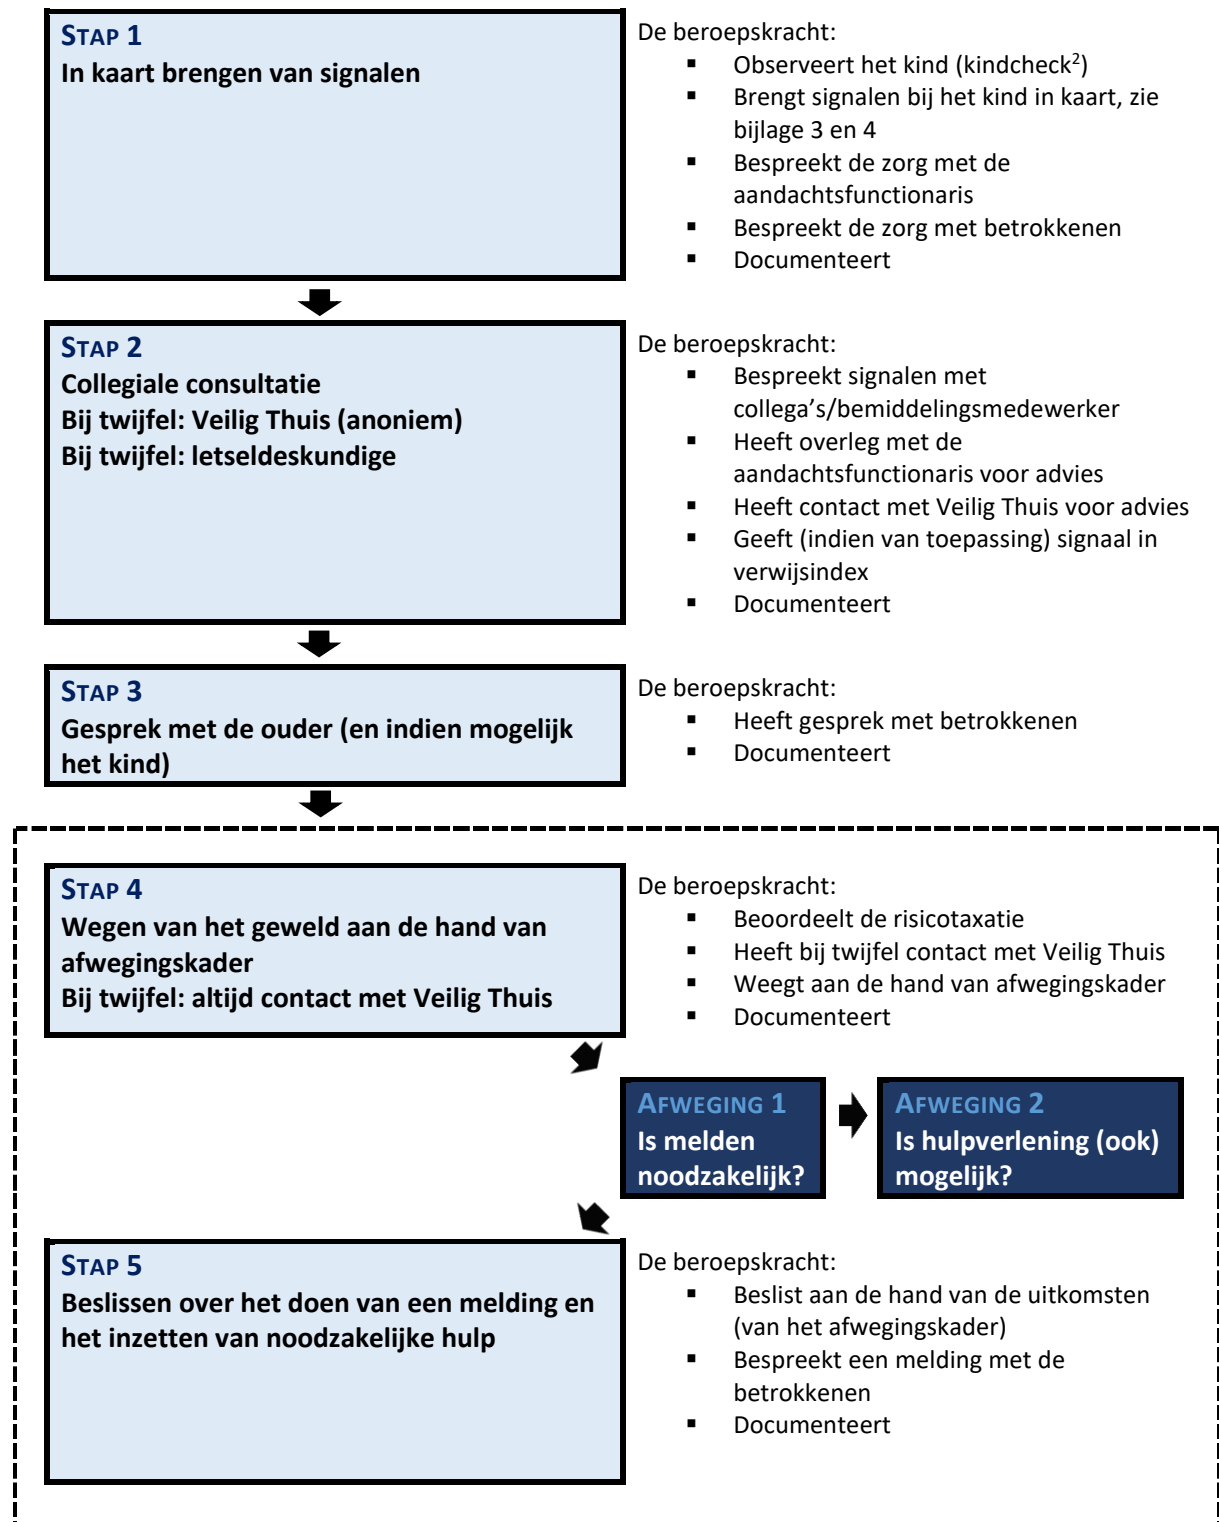 STAP 1
In kaart brengen van signalen
De beroepskracht:
▪ Observeert het kind (kindcheck²)
▪ Brengt signalen bij het kind in kaart, zie
bijlage 3 en 4
▪ Bespreekt de zorg met de
aandachtsfunctionaris
▪ Bespreekt de zorg met betrokkenen
▪ Documenteert
STAP 2
Collegiale consultatie
Bij twijfel: Veilig Thuis (anoniem)
Bij twijfel: letseldeskundige
De beroepskracht:
▪ Bespreekt signalen met
collega’s/bemiddelingsmedewerker
▪ Heeft overleg met de
aandachtsfunctionaris voor advies
▪ Heeft contact met Veilig Thuis voor advies
▪ Geeft (indien van toepassing) signaal in
verwijsindex
▪ Documenteert
STAP 3
Gesprek met de ouder (en indien mogelijk
het kind)
De beroepskracht:
▪ Heeft gesprek met betrokkenen
▪ Documenteert
STAP 4
Wegen van het geweld aan de hand van
afwegingskader
Bij twijfel: altijd contact met Veilig Thuis
De beroepskracht:
▪ Beoordeelt de risicotaxatie
▪ Heeft bij twijfel contact met Veilig Thuis
▪ Weegt aan de hand van afwegingskader
▪ Documenteert
AFWEGING 1
Is melden
noodzakelijk?
AFWEGING 2
Is hulpverlening (ook)
mogelijk?
STAP 5
Beslissen over het doen van een melding en
het inzetten van noodzakelijke hulp
De beroepskracht:
▪ Beslist aan de hand van de uitkomsten
(van het afwegingskader)
▪ Bespreekt een melding met de
betrokkenen
▪ Documenteert